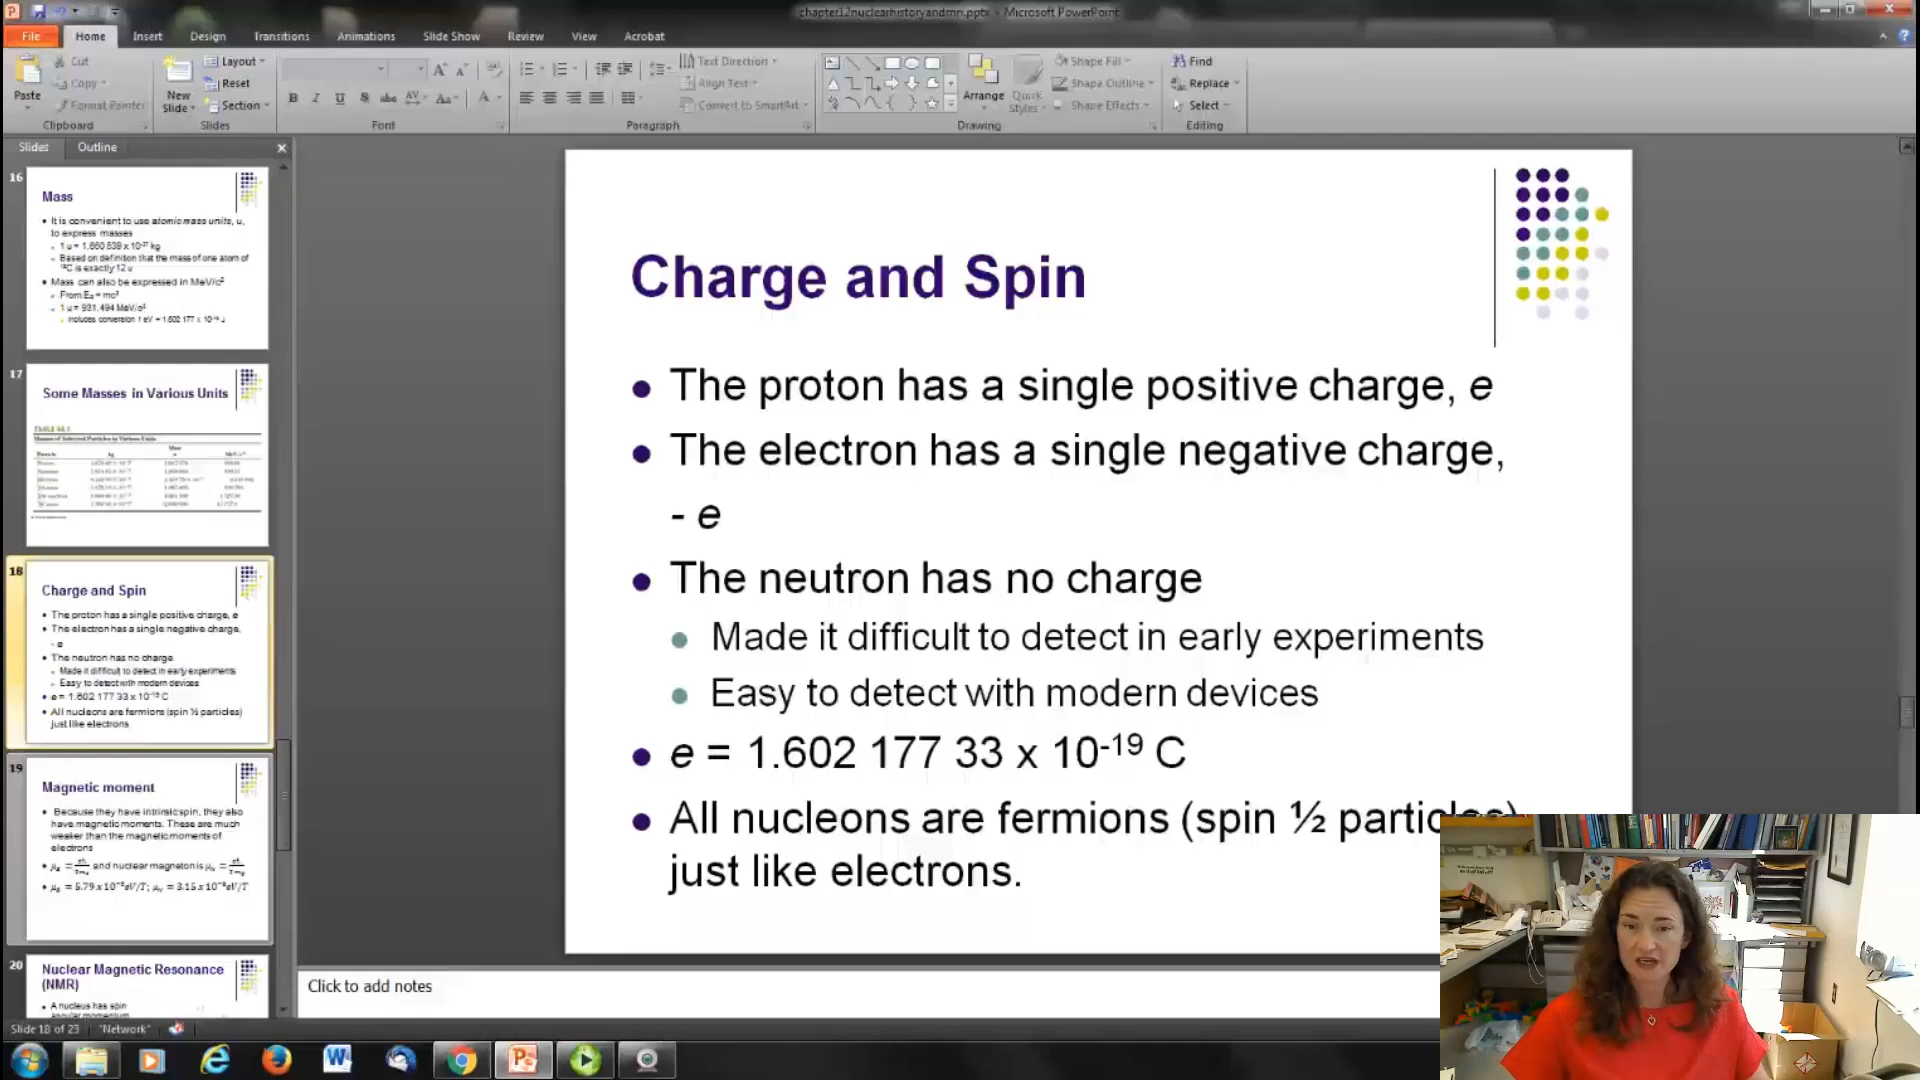 chapter12nuclearhistoryandmn.pptx - Microsoft PowerPoint
File Home Insert Design Transitions Animations Slide Show Review View Acrobat
Cut
Copy
Format Painter
Paste
Clipboard
New
Slide
Layout
Reset
Section
Slides
Font
Text Direction
Align Text
Convert to SmartArt
Paragraph
Arrange
Quick
Styles
Shape Fill
Shape Outline
Shape Effects
Drawing
Find
Replace
Select
Editing
Slides Outline
16
Mass
It is convenient to use atomic mass units, u,
to express masses
1 u = 1.660 539 x 10⁻²⁷ kg
Based on definition that the mass of one atom of
¹²C is exactly 12 u
Mass can also be expressed in MeV/c²
From E = mc²
1 u = 931.494 MeV/c²
Includes conversion 1 eV = 1.602 177 x 10⁻¹⁹ J
17
Some Masses in Various Units
18
Charge and Spin
The proton has a single positive charge, e
The electron has a single negative charge,
- e
The neutron has no charge
Made it difficult to detect in early experiments
Easy to detect with modern devices
e = 1.602 177 33 x 10⁻¹⁹ C
All nucleons are fermions (spin ½ particles)
just like electrons.
19
Magnetic moment
Because they have intrinsic spin, they also
have magnetic moments. These are much
weaker than the magnetic moments of
electrons
and nuclear magneton is
20
Nuclear Magnetic Resonance
(NMR)
A nucleus has spin
angular momentum
Charge and Spin
The proton has a single positive charge, e
The electron has a single negative charge,
- e
The neutron has no charge
Made it difficult to detect in early experiments
Easy to detect with modern devices
e = 1.602 177 33 x 10⁻¹⁹ C
All nucleons are fermions (spin ½ particles)
just like electrons.
Click to add notes
Slide 18 of 23 "Network"